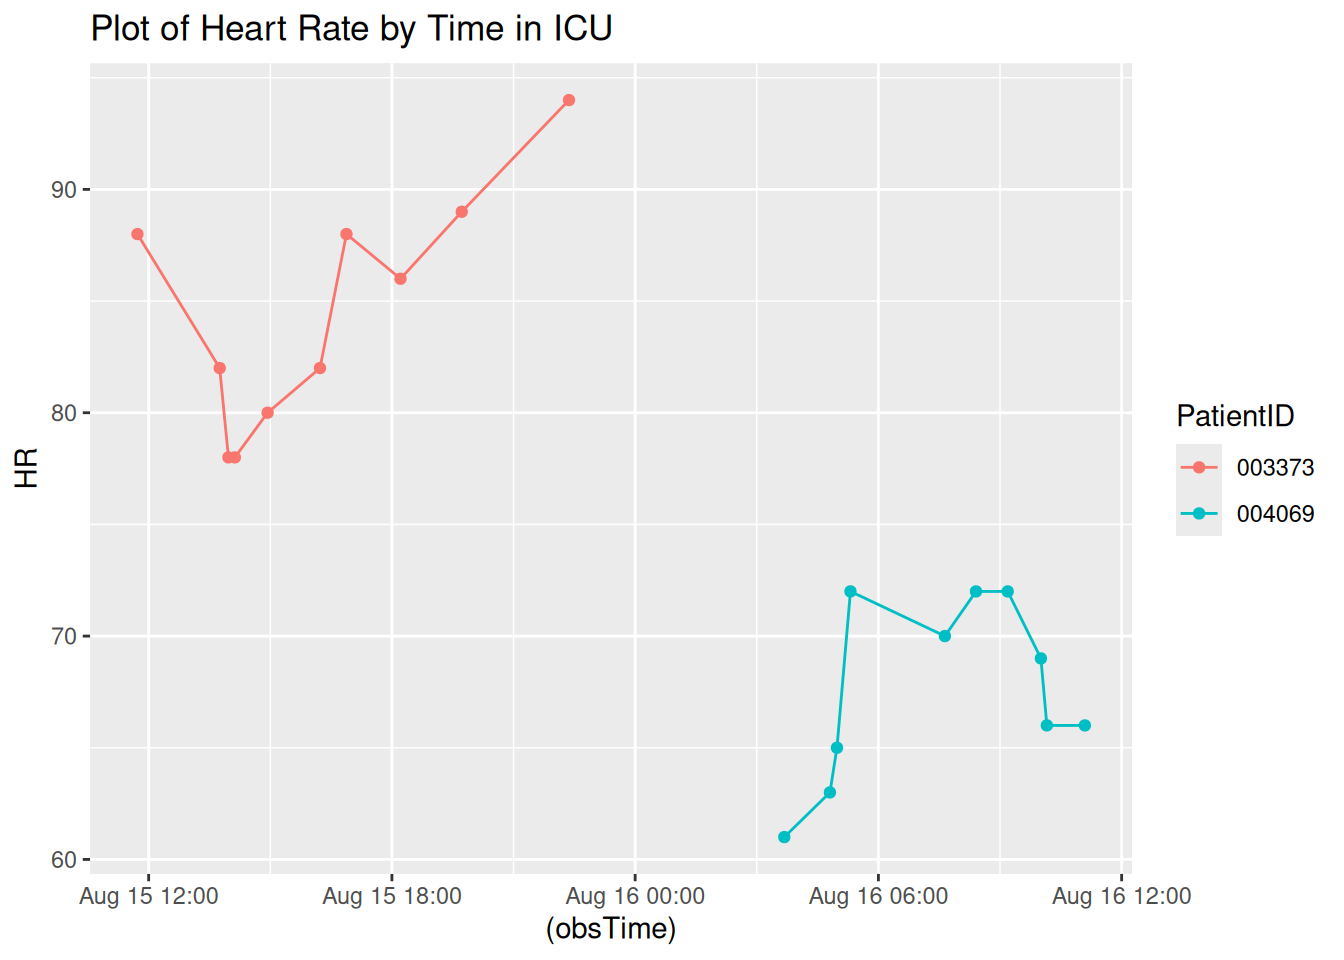 Plot of Heart Rate by Time in ICU
HR
90
80
70
60
Aug 15 12:00 Aug 15 18:00 Aug 16 00:00 Aug 16 06:00 Aug 16 12:00
(obsTime)
PatientID
003373
004069